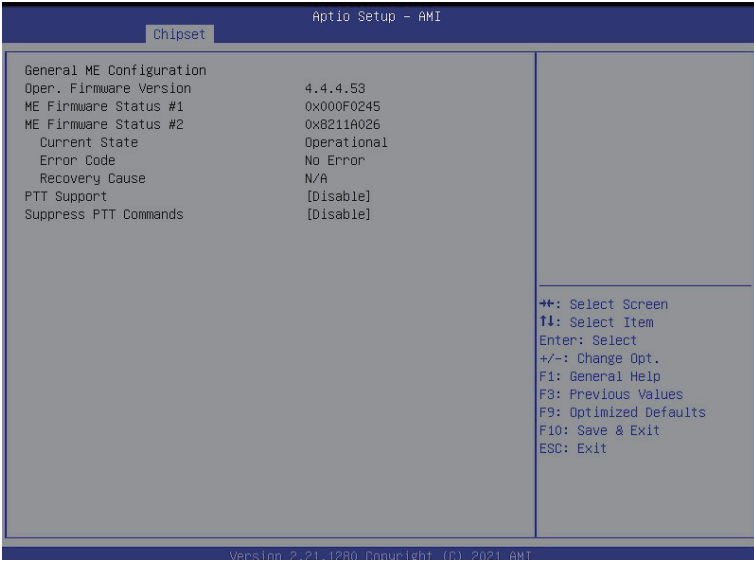 Aptio Setup – AMI
Chipset
General ME Configuration
Oper. Firmware Version 4.4.4.53
ME Firmware Status #1 0x000F0245
ME Firmware Status #2 0x8211A026
Current State Operational
Error Code No Error
Recovery Cause N/A
PTT Support [Disable]
Suppress PTT Commands [Disable]
→←: Select Screen
↑↓: Select Item
Enter: Select
+/-: Change Opt.
F1: General Help
F3: Previous Values
F9: Optimized Defaults
F10: Save & Exit
ESC: Exit
Version 2.21.1280 Copyright (C) 2021 AMI